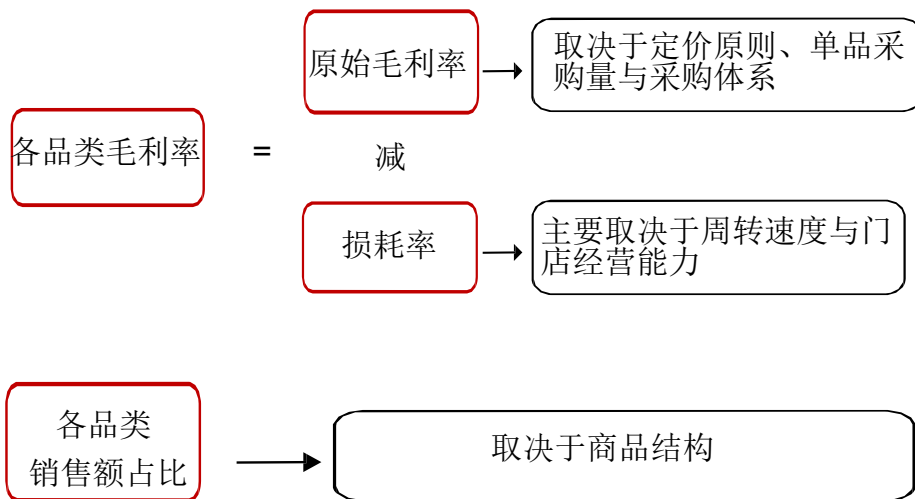 原始毛利率
取决于定价原则、单品采
购量与采购体系
各品类毛利率
=
减
损耗率
主要取决于周转速度与门
店经营能力
各品类
销售额占比
取决于商品结构